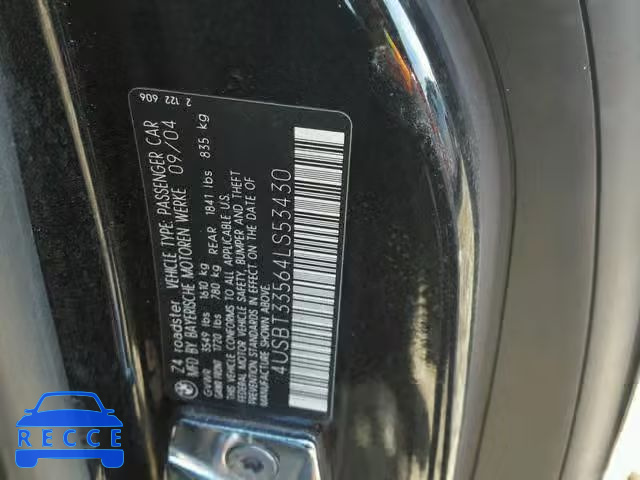 2 122 606
Z4 roadster VEHICLE TYPE: PASSENGER CAR
MFG BY BAYERISCHE MOTOREN WERKE 09/04
GVWR 3549 lbs 1610 kg
GAWR FRONT 1720 lbs 780 kg REAR 1841 lbs 835 kg
THIS VEHICLE CONFORMS TO ALL APPLICABLE U.S.
FEDERAL MOTOR VEHICLE SAFETY, BUMPER AND THEFT
PREVENTION STANDARDS IN EFFECT ON THE DATE OF
MANUFACTURE SHOWN ABOVE.
4USBT33564LS53430
RECCE